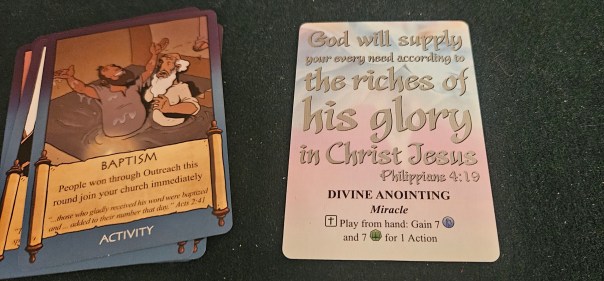 BAPTISM
People won through Outreach this
round join your church immediately
"...those who gladly received his word were baptized
and... added to their number that day." Acts 2:41
ACTIVITY
God will supply
your every need according to
the riches of
his glory
in Christ Jesus
Philippians 4:19
DIVINE ANOINTING
Miracle
Play from hand: Gain 7
and 7 for 1 Action